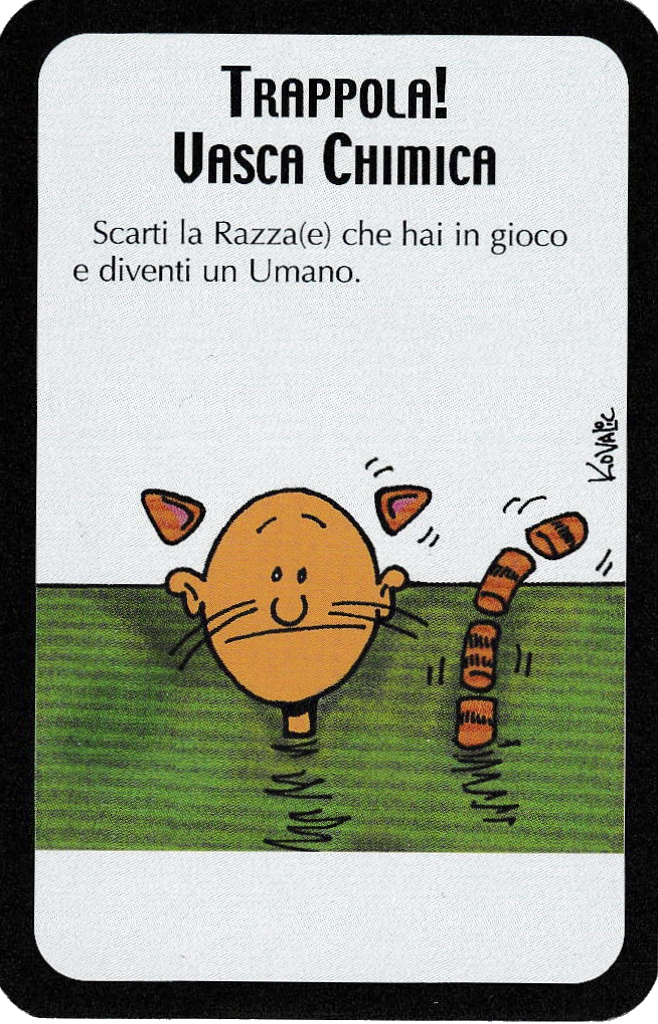 Trappola!
Vasca Chimica
Scarti la Razza(e) che hai in gioco
e diventi un Umano.
Kovalic